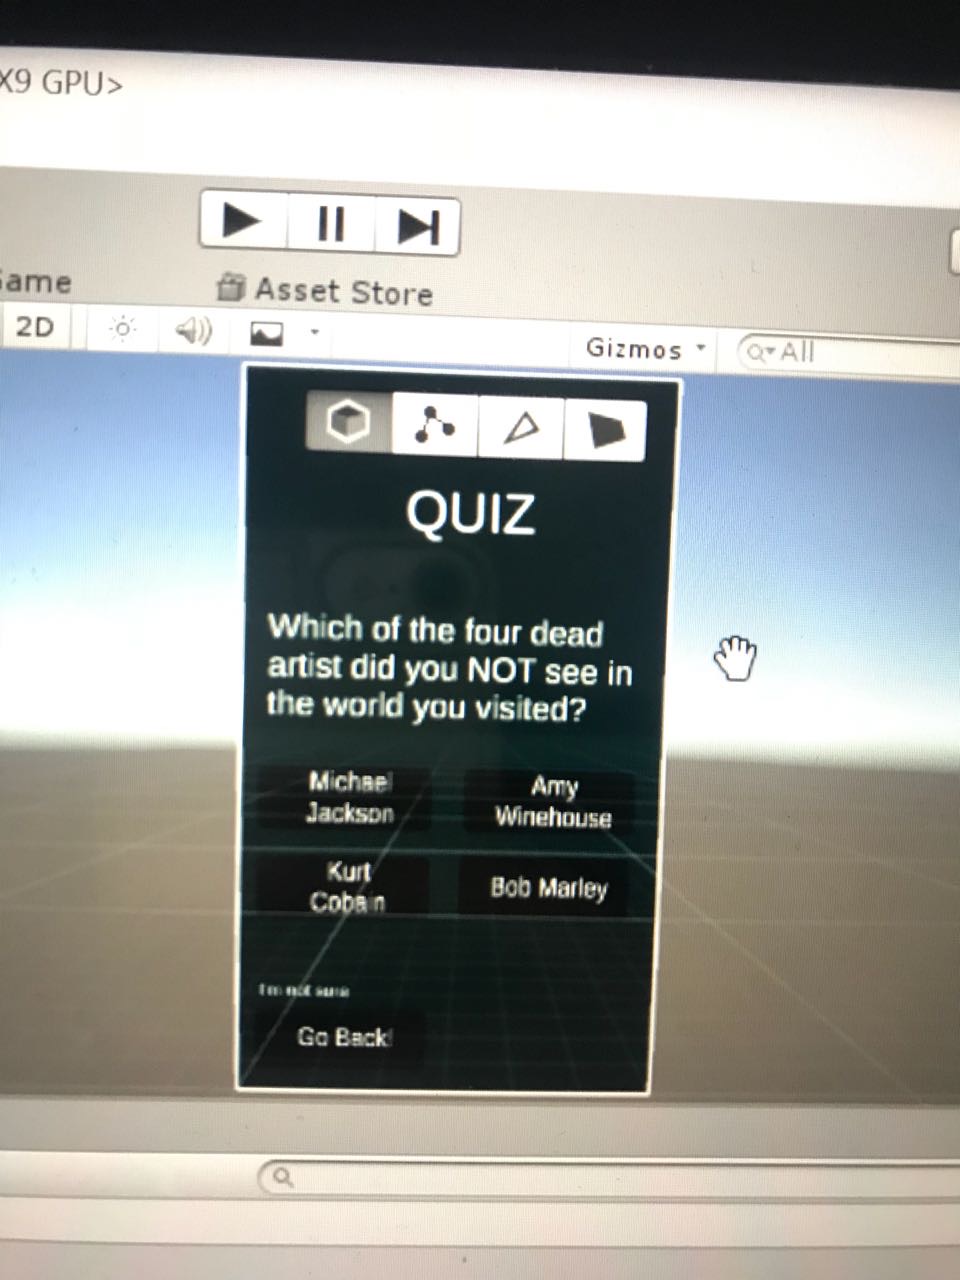 X9 GPU>
Asset Store
2D
Gizmos
All
QUIZ
Which of the four dead
artist did you NOT see in
the world you visited?
Michael
Jackson
Amy
Winehouse
Kurt
Cobain
Bob Marley
I'm not sure
Go Back!